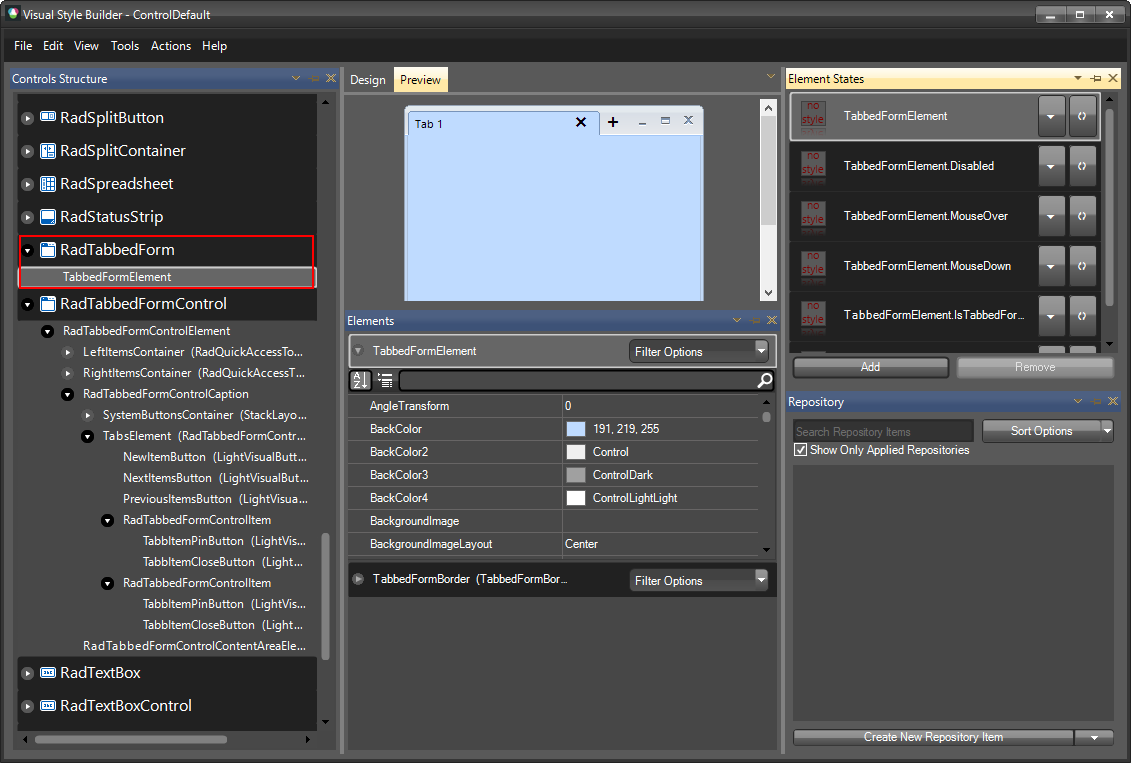 Visual Style Builder - ControlDefault
File Edit View Tools Actions Help
Controls Structure
RadSplitButton
RadSplitContainer
RadSpreadsheet
RadStatusStrip
RadTabbedForm
TabbedFormElement
RadTabbedFormControl
RadTabbedFormControlElement
LeftItemsContainer (RadQuickAccessTo...
RightItemsContainer (RadQuickAccessT...
RadTabbedFormControlCaption
SystemButtonsContainer (StackLayo...
TabsElement (RadTabbedFormContr...
NewItemButton (LightVisualButt...
NextItemsButton (LightVisualBut...
PreviousItemsButton (LightVisua...
RadTabbedFormControlItem
TabbItemPinButton (LightVis...
TabbItemCloseButton (Light...
RadTabbedFormControlItem
TabbItemPinButton (LightVis...
TabbItemCloseButton (Light...
RadTabbedFormControlContentAreaEle...
RadTextBox
RadTextBoxControl
Design Preview
Tab 1
Elements
TabbedFormElement Filter Options
AZ
AngleTransform 0
BackColor 191, 219, 255
BackColor2 Control
BackColor3 ControlDark
BackColor4 ControlLightLight
BackgroundImage
BackgroundImageLayout Center
TabbedFormBorder (TabbedFormBor... Filter Options
Element States
no style TabbedFormElement
no style TabbedFormElement.Disabled
no style TabbedFormElement.MouseOver
no style TabbedFormElement.MouseDown
no style TabbedFormElement.IsTabbedFor...
Add Remove
Repository
Search Repository Items Sort Options
Show Only Applied Repositories
Create New Repository Item